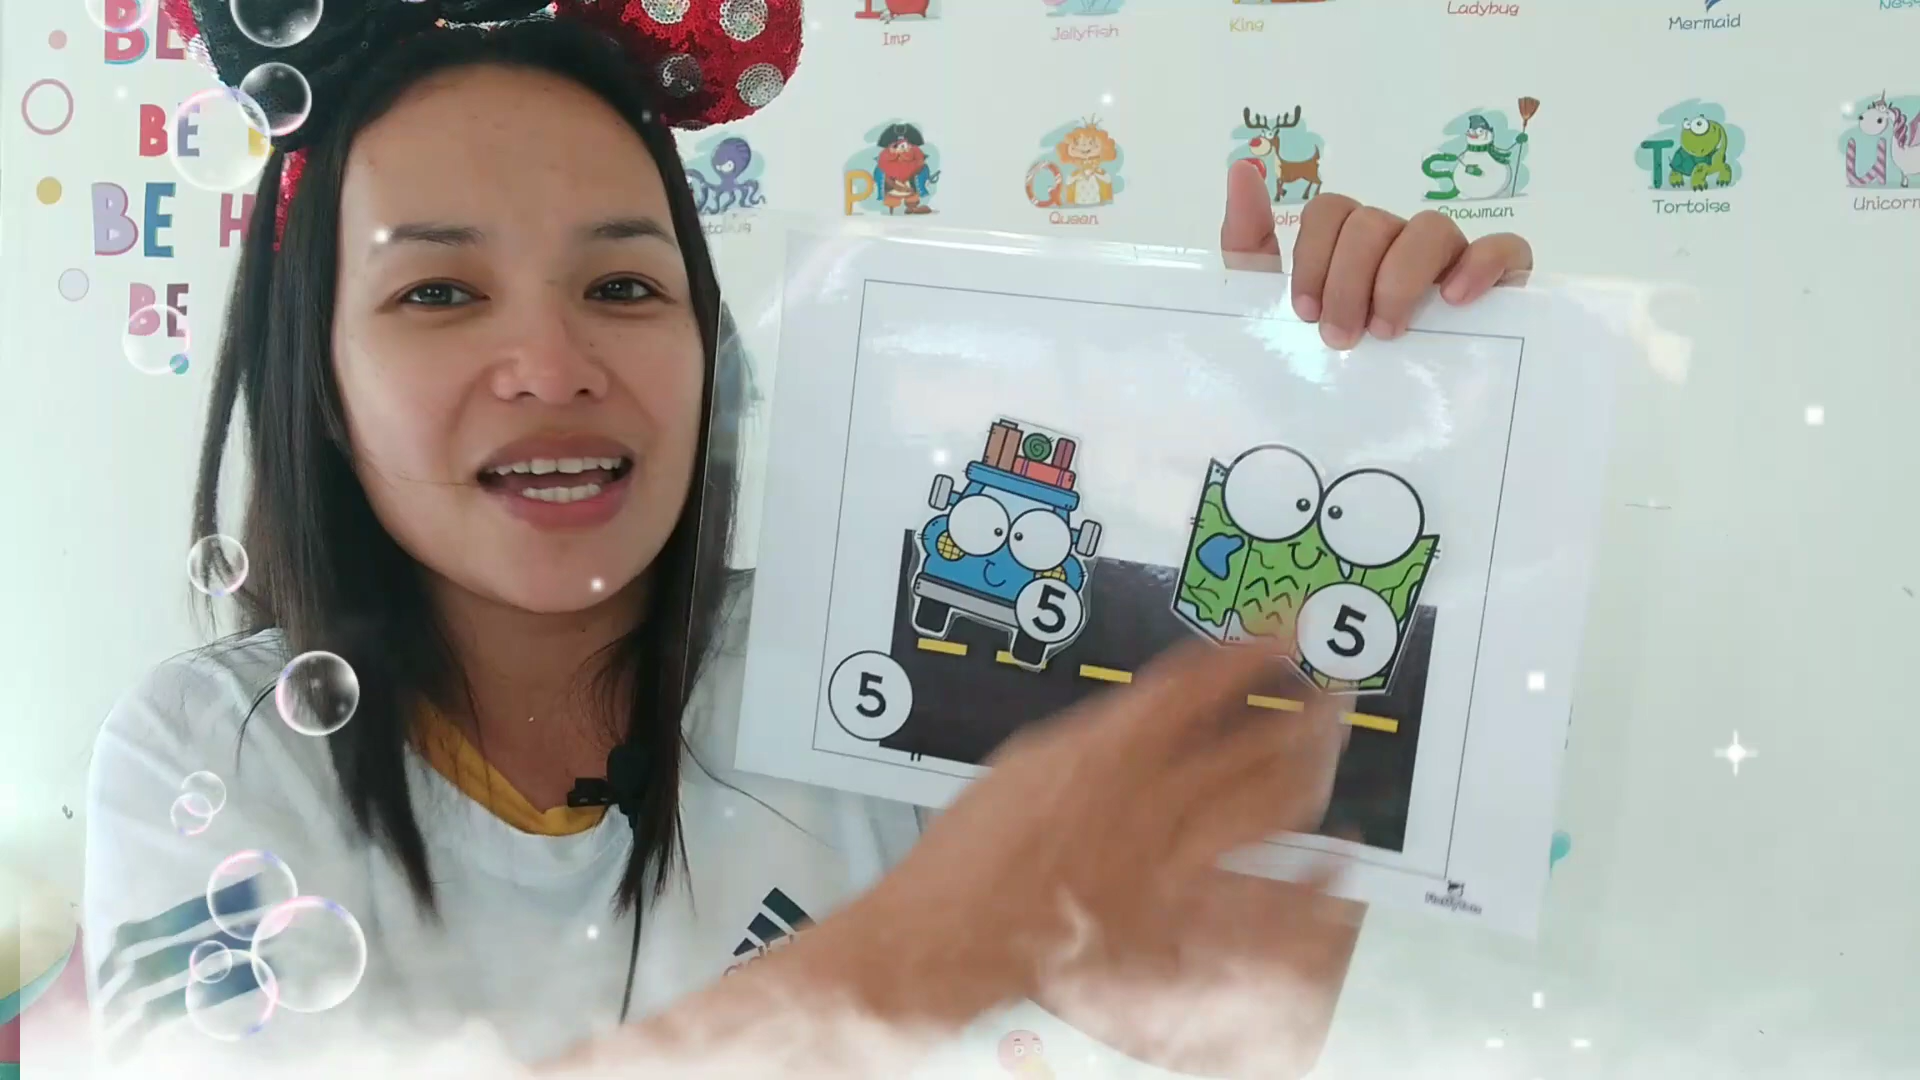 BE
BE
BE H
BE
Imp
JellyFish
King
Ladybug
Mermaid
P
Queen
S
Snowman
T
Tortoise
U
Unicorn
5
5
5